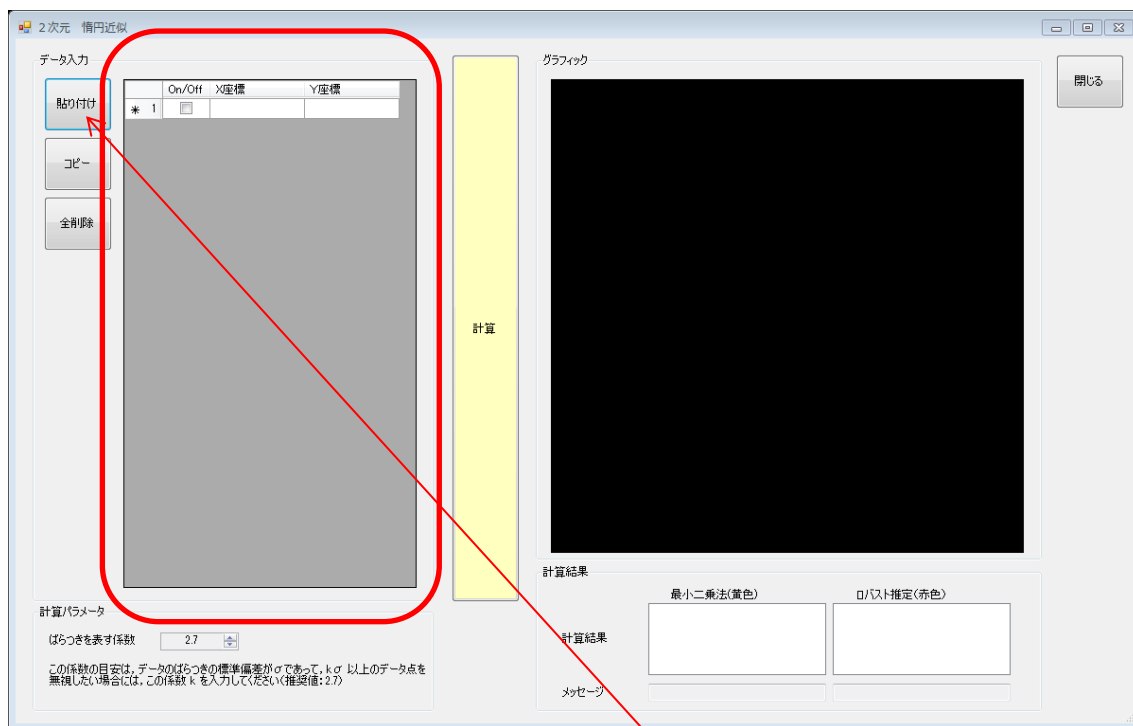 2次元 惰円近似
データ入力
貼り付け
コピー
全削除
On/Off X座標 Y座標
* 1
計算
グラフィック
閉じる
計算パラメータ
ばらつきを表す係数 2.7
この係数の目安は，データのばらつきの標準偏差がσであって，kσ 以上のデータ点を
無視したい場合には，この係数 k を入力してください(推奨値：2.7)
計算結果
最小二乗法(黄色) ロバスト推定(赤色)
計算結果
メッセージ